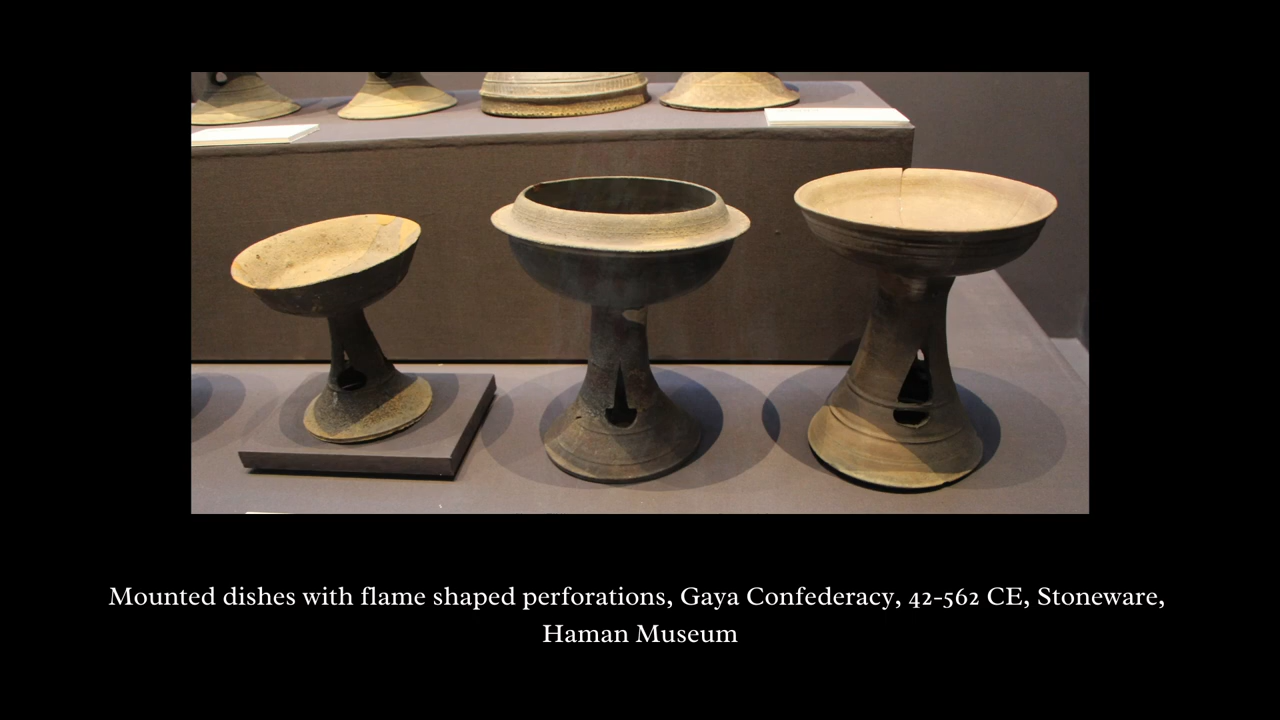 Mounted dishes with flame shaped perforations, Gaya Confederacy, 42-562 CE, Stoneware,
Haman Museum